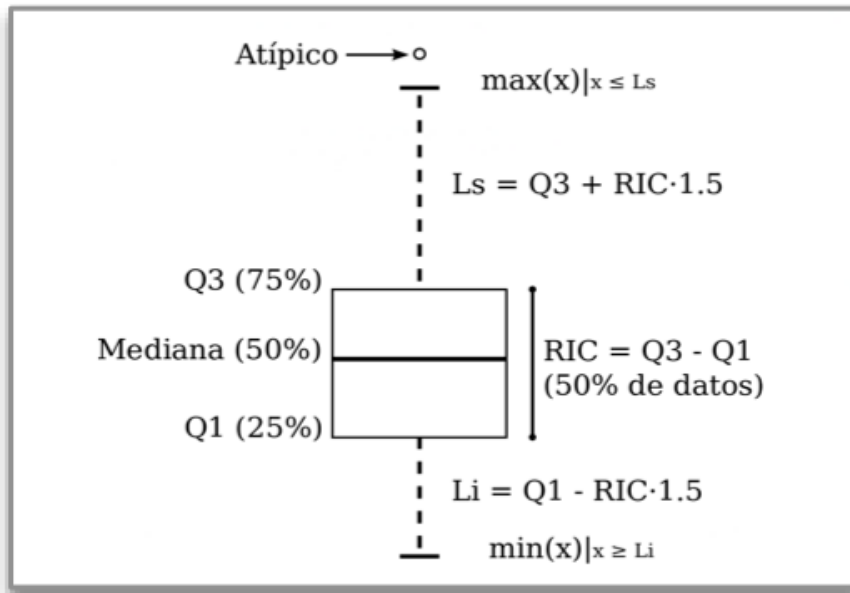 Atípico
max(x)|x ≤ Ls
Ls = Q3 + RIC·1.5
Q3 (75%)
Mediana (50%)
RIC = Q3 - Q1
(50% de datos)
Q1 (25%)
Li = Q1 - RIC·1.5
min(x)|x ≥ Li